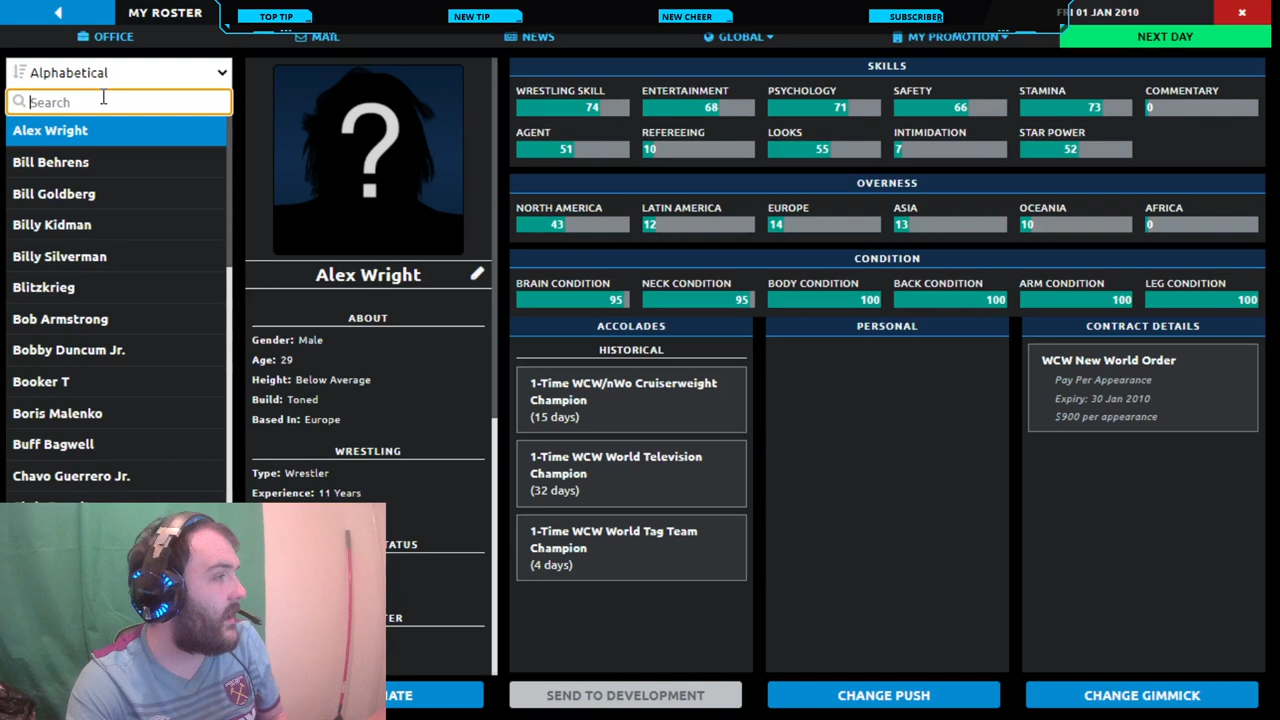 MY ROSTER
TOP TIP
NEW TIP
NEW CHEER
SUBSCRIBER
FRI 01 JAN 2010
OFFICE
MAIL
NEWS
GLOBAL
MY PROMOTION
NEXT DAY
Alphabetical
Search
Alex Wright
Bill Behrens
Bill Goldberg
Billy Kidman
Billy Silverman
Blitzkrieg
Bob Armstrong
Bobby Duncum Jr.
Booker T
Boris Malenko
Buff Bagwell
Chavo Guerrero Jr.
?
Alex Wright
ABOUT
Gender: Male
Age: 29
Height: Below Average
Build: Toned
Based In: Europe
WRESTLING
Type: Wrestler
Experience: 11 Years
SKILLS
WRESTLING SKILL ENTERTAINMENT PSYCHOLOGY SAFETY STAMINA COMMENTARY
74 68 71 66 73 0
AGENT REFEREEING LOOKS INTIMIDATION STAR POWER
51 10 55 7 52
OVERNESS
NORTH AMERICA LATIN AMERICA EUROPE ASIA OCEANIA AFRICA
43 12 14 13 10 0
CONDITION
BRAIN CONDITION NECK CONDITION BODY CONDITION BACK CONDITION ARM CONDITION LEG CONDITION
95 95 100 100 100 100
ACCOLADES
HISTORICAL
1-Time WCW/nWo Cruiserweight
Champion
(15 days)
1-Time WCW World Television
Champion
(32 days)
1-Time WCW World Tag Team
Champion
(4 days)
PERSONAL
CONTRACT DETAILS
WCW New World Order
Pay Per Appearance
Expiry: 30 Jan 2010
$900 per appearance
SEND TO DEVELOPMENT
CHANGE PUSH
CHANGE GIMMICK